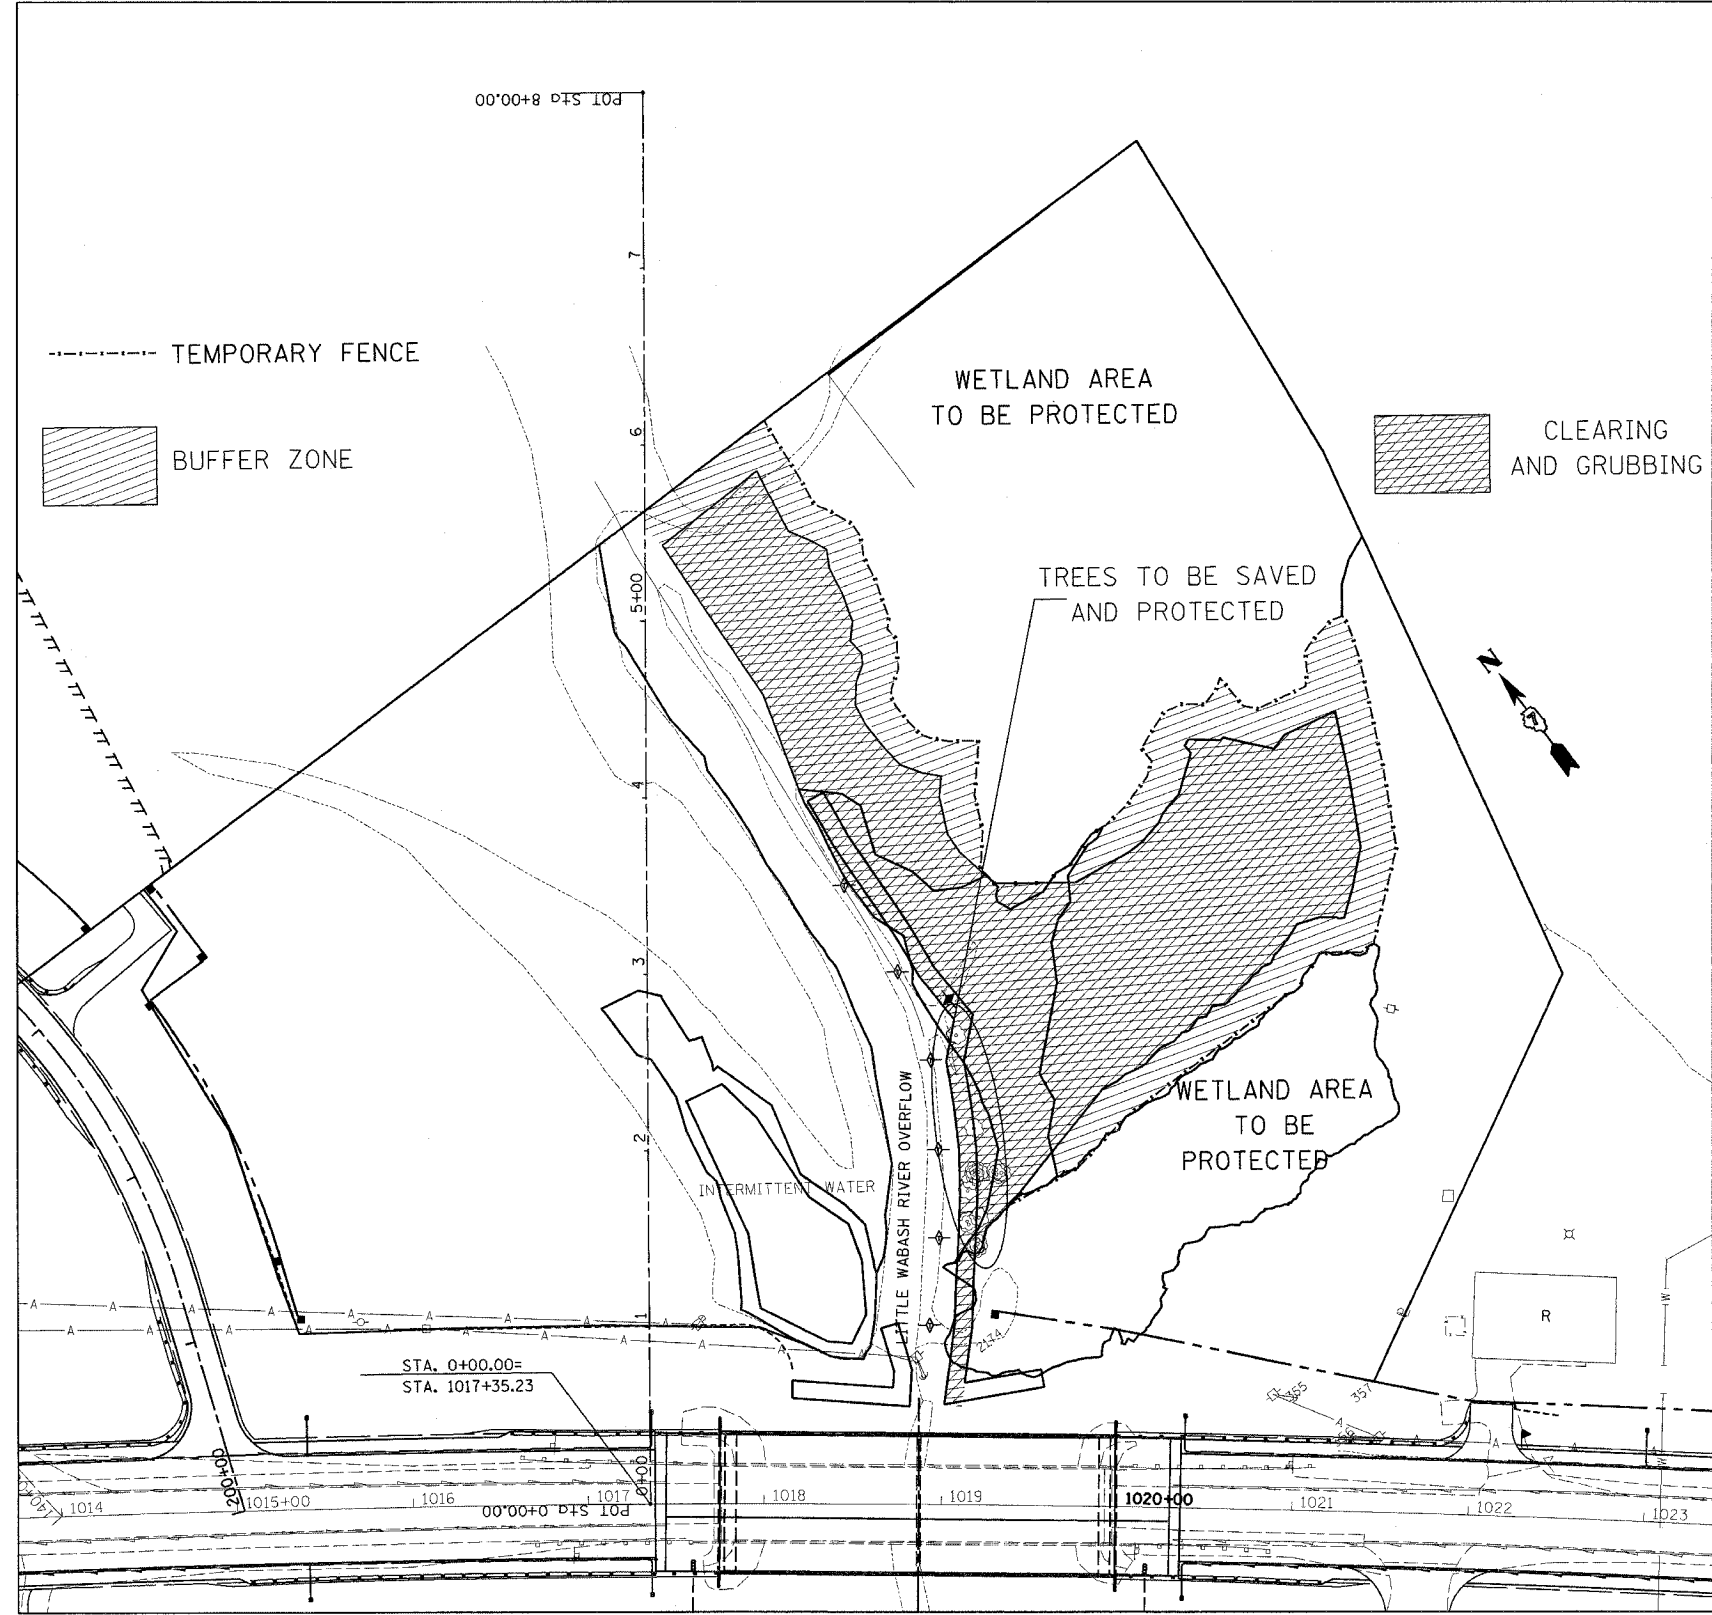 POT Sta 8+00.00
7
TEMPORARY FENCE
WETLAND AREA
TO BE PROTECTED
6
BUFFER ZONE
CLEARING
AND GRUBBING
TREES TO BE SAVED
AND PROTECTED
5+00
N
4
3
WETLAND AREA
TO BE
PROTECTED
2
INTERMITTENT WATER
LITTLE WABASH RIVER OVERFLOW
A
A
A
A
A
A
A
A
A
A
A
A
A
1
2174
R
W
STA. 0+00.00=
STA. 1017+35.23
355
357
A
A
A
A
A
W
W
200+00
0+00
1014
1015+00
1016
1017
1018
1019
1020+00
1021
1022
1023
POT Sta 0+00.00